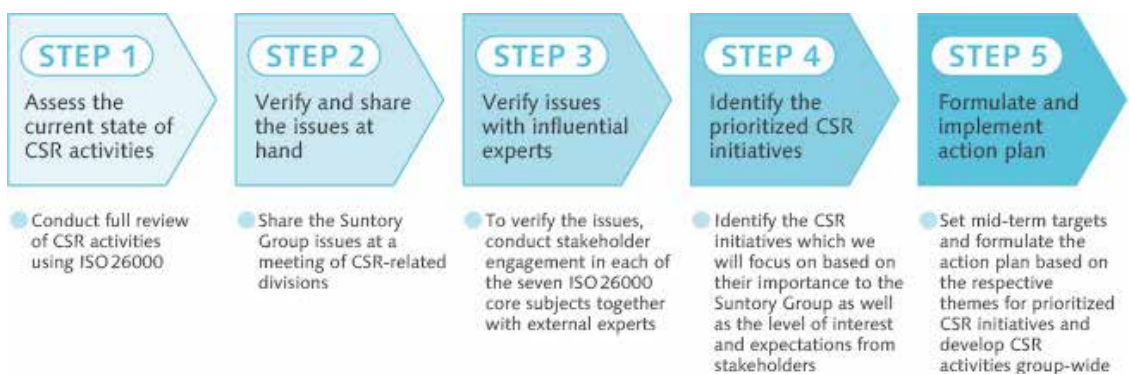 STEP 1
Assess the
current state of
CSR activities
Conduct full review
of CSR activities
using ISO 26000
STEP 2
Verify and share
the issues at
hand
Share the Suntory
Group issues at a
meeting of CSR-related
divisions
STEP 3
Verify issues
with influential
experts
To verify the issues,
conduct stakeholder
engagement in each of
the seven ISO 26000
core subjects together
with external experts
STEP 4
Identify the
prioritized CSR
initiatives
Identify the CSR
initiatives which we
will focus on based on
their importance to the
Suntory Group as well
as the level of interest
and expectations from
stakeholders
STEP 5
Formulate and
implement
action plan
Set mid-term targets
and formulate the
action plan based on
the respective
themes for prioritized
CSR initiatives and
develop CSR
activities group-wide